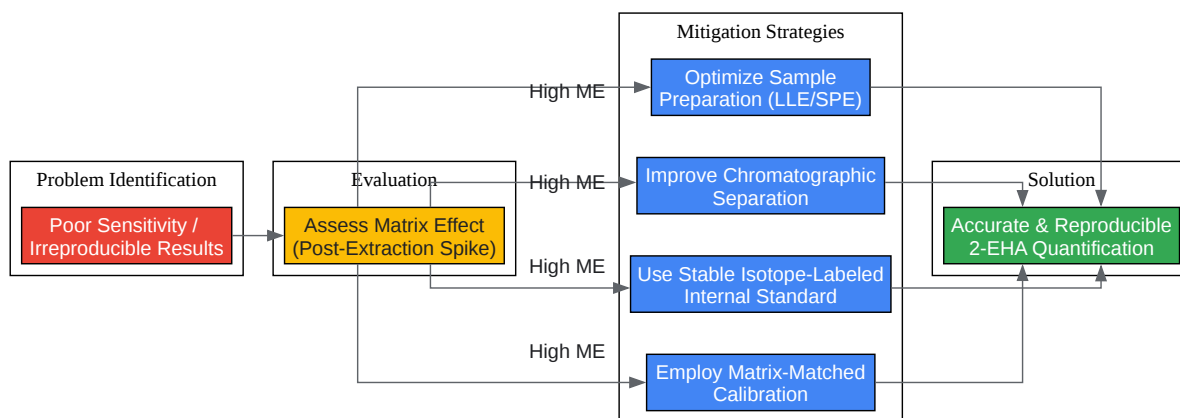 Problem Identification
Poor Sensitivity /
Irreproducible Results
Evaluation
Assess Matrix Effect
(Post-Extraction Spike)
High ME
High ME
High ME
High ME
Mitigation Strategies
Optimize Sample
Preparation (LLE/SPE)
Improve Chromatographic
Separation
Use Stable Isotope-Labeled
Internal Standard
Employ Matrix-Matched
Calibration
Solution
Accurate & Reproducible
2-EHA Quantification